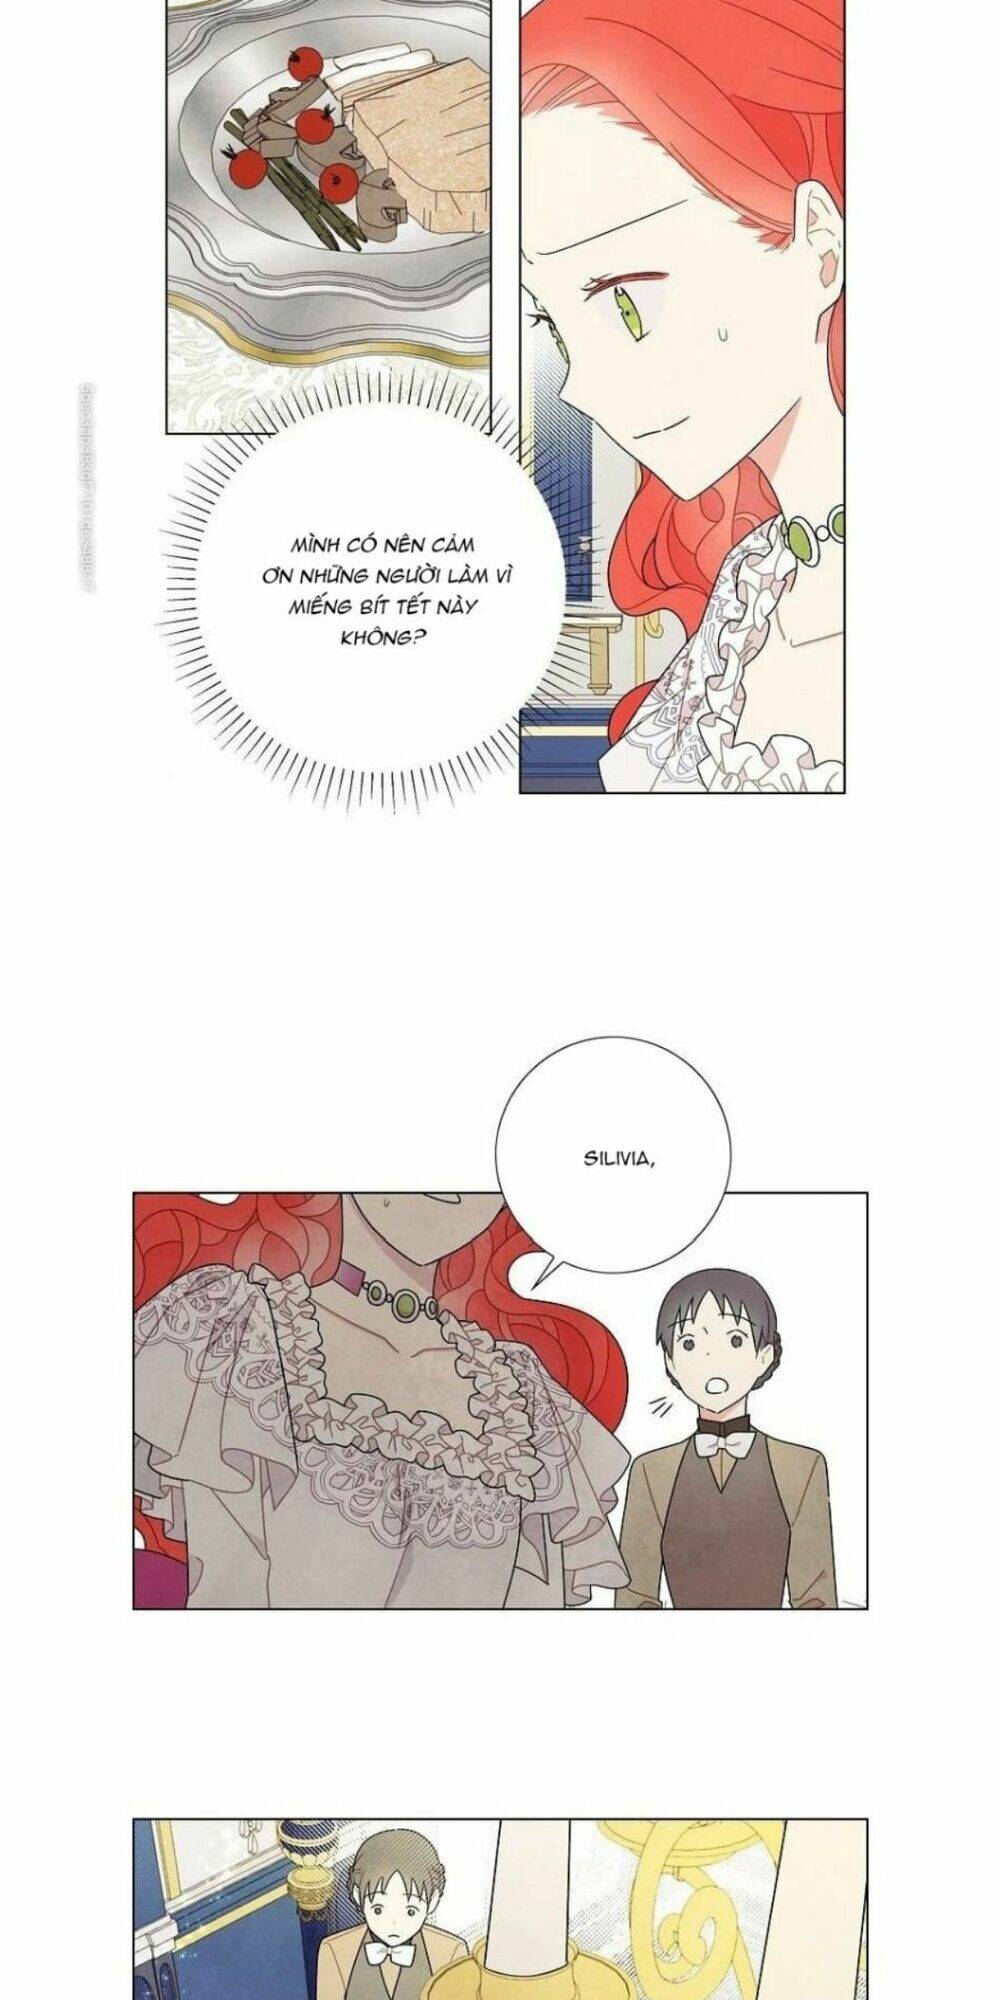 MÌNH CÓ NÊN CẢM
ƠN NHỮNG NGƯỜI LÀM VÌ
MIẾNG BÍT TẾT NÀY
KHÔNG?
SILIVIA,